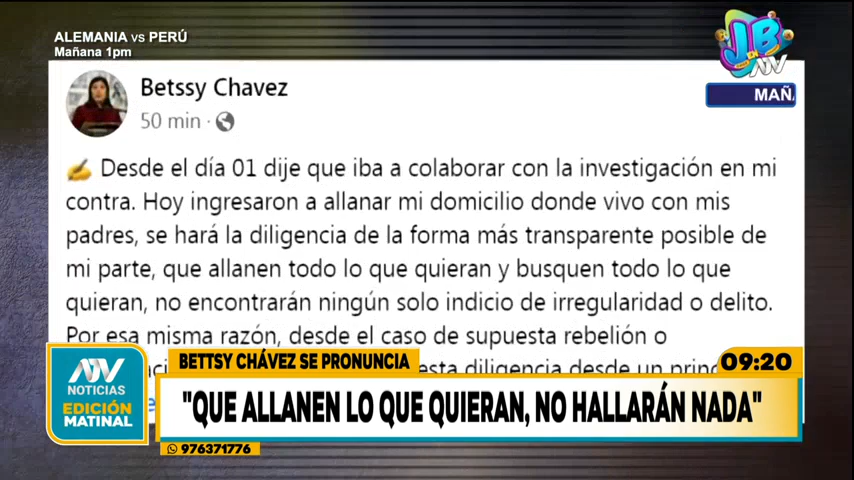 ALEMANIA vs PERÚ
Mañana 1pm
JB
ATV
MAÑ
Betssy Chavez
50 min ·
Desde el día 01 dije que iba a colaborar con la investigación en mi
contra. Hoy ingresaron a allanar mi domicilio donde vivo con mis
padres, se hará la diligencia de la forma más transparente posible de
mi parte, que allanen todo lo que quieran y busquen todo lo que
quieran, no encontrarán ningún solo indicio de irregularidad o delito.
Por esa misma razón, desde el caso de supuesta rebelión o
esta diligencia desde un princ
BETTSY CHÁVEZ SE PRONUNCIA
09:20
ATV
NOTICIAS
EDICIÓN
MATINAL
"QUE ALLANEN LO QUE QUIERAN, NO HALLARÁN NADA"
976371776